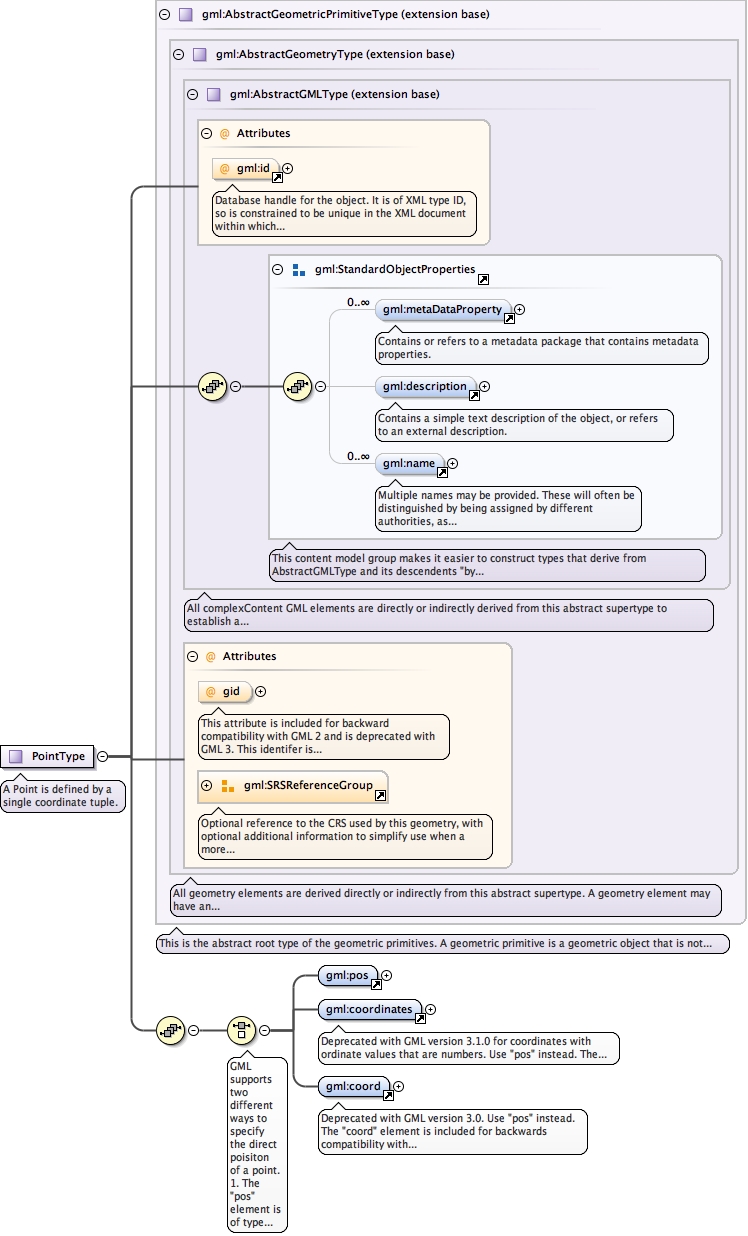 gml:AbstractGeometricPrimitiveType (extension base)
gml:AbstractGeometryType (extension base)
gml:AbstractGMLType (extension base)
@ Attributes
@ gml:id
Database handle for the object. It is of XML type ID,
so is constrained to be unique in the XML document
within which...
gml:StandardObjectProperties
0..∞
gml:metaDataProperty
Contains or refers to a metadata package that contains metadata
properties.
gml:description
Contains a simple text description of the object, or refers
to an external description.
0..∞
gml:name
Multiple names may be provided. These will often be
distinguished by being assigned by different
authorities, as...
This content model group makes it easier to construct types that derive from
AbstractGMLType and its descendents "by...
All complexContent GML elements are directly or indirectly derived from this abstract supertype to
establish a...
@ Attributes
@ gid
This attribute is included for backward
compatibility with GML 2 and is deprecated with
GML 3. This identifer is...
PointType
A Point is defined by a
single coordinate tuple.
gml:SRSReferenceGroup
Optional reference to the CRS used by this geometry, with
optional additional information to simplify use when a
more...
All geometry elements are derived directly or indirectly from this abstract supertype. A geometry element may
have an...
This is the abstract root type of the geometric primitives. A geometric primitive is a geometric object that is not...
gml:pos
gml:coordinates
Deprecated with GML version 3.1.0 for coordinates with
ordinate values that are numbers. Use "pos" instead. The...
gml:coord
Deprecated with GML version 3.0. Use "pos" instead.
The "coord" element is included for backwards
compatibility with...
GML
supports
two
different
ways to
specify
the direct
poisiton
of a point.
1. The
"pos"
element is
of type...